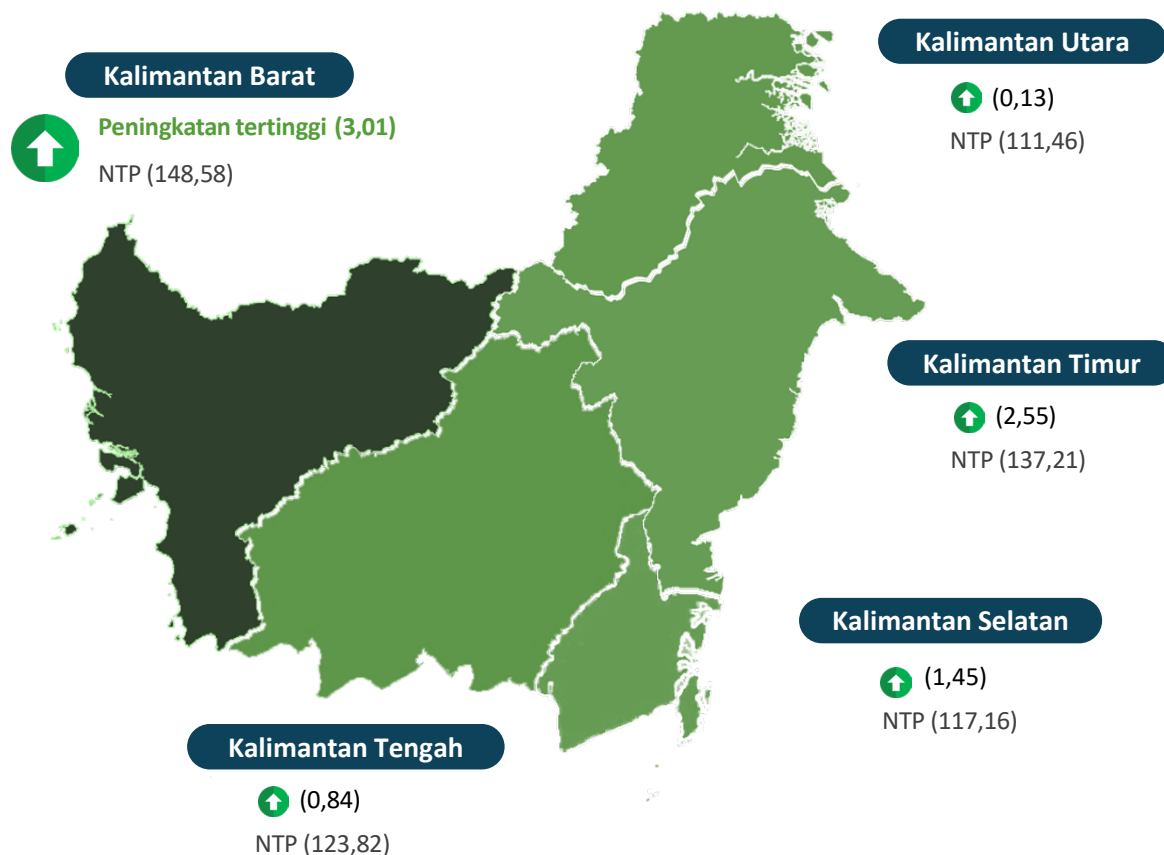 Kalimantan Barat
Peningkatan tertinggi (3,01)
NTP (148,58)
Kalimantan Utara
(0,13)
NTP (111,46)
Kalimantan Timur
(2,55)
NTP (137,21)
Kalimantan Selatan
(1,45)
NTP (117,16)
Kalimantan Tengah
(0,84)
NTP (123,82)